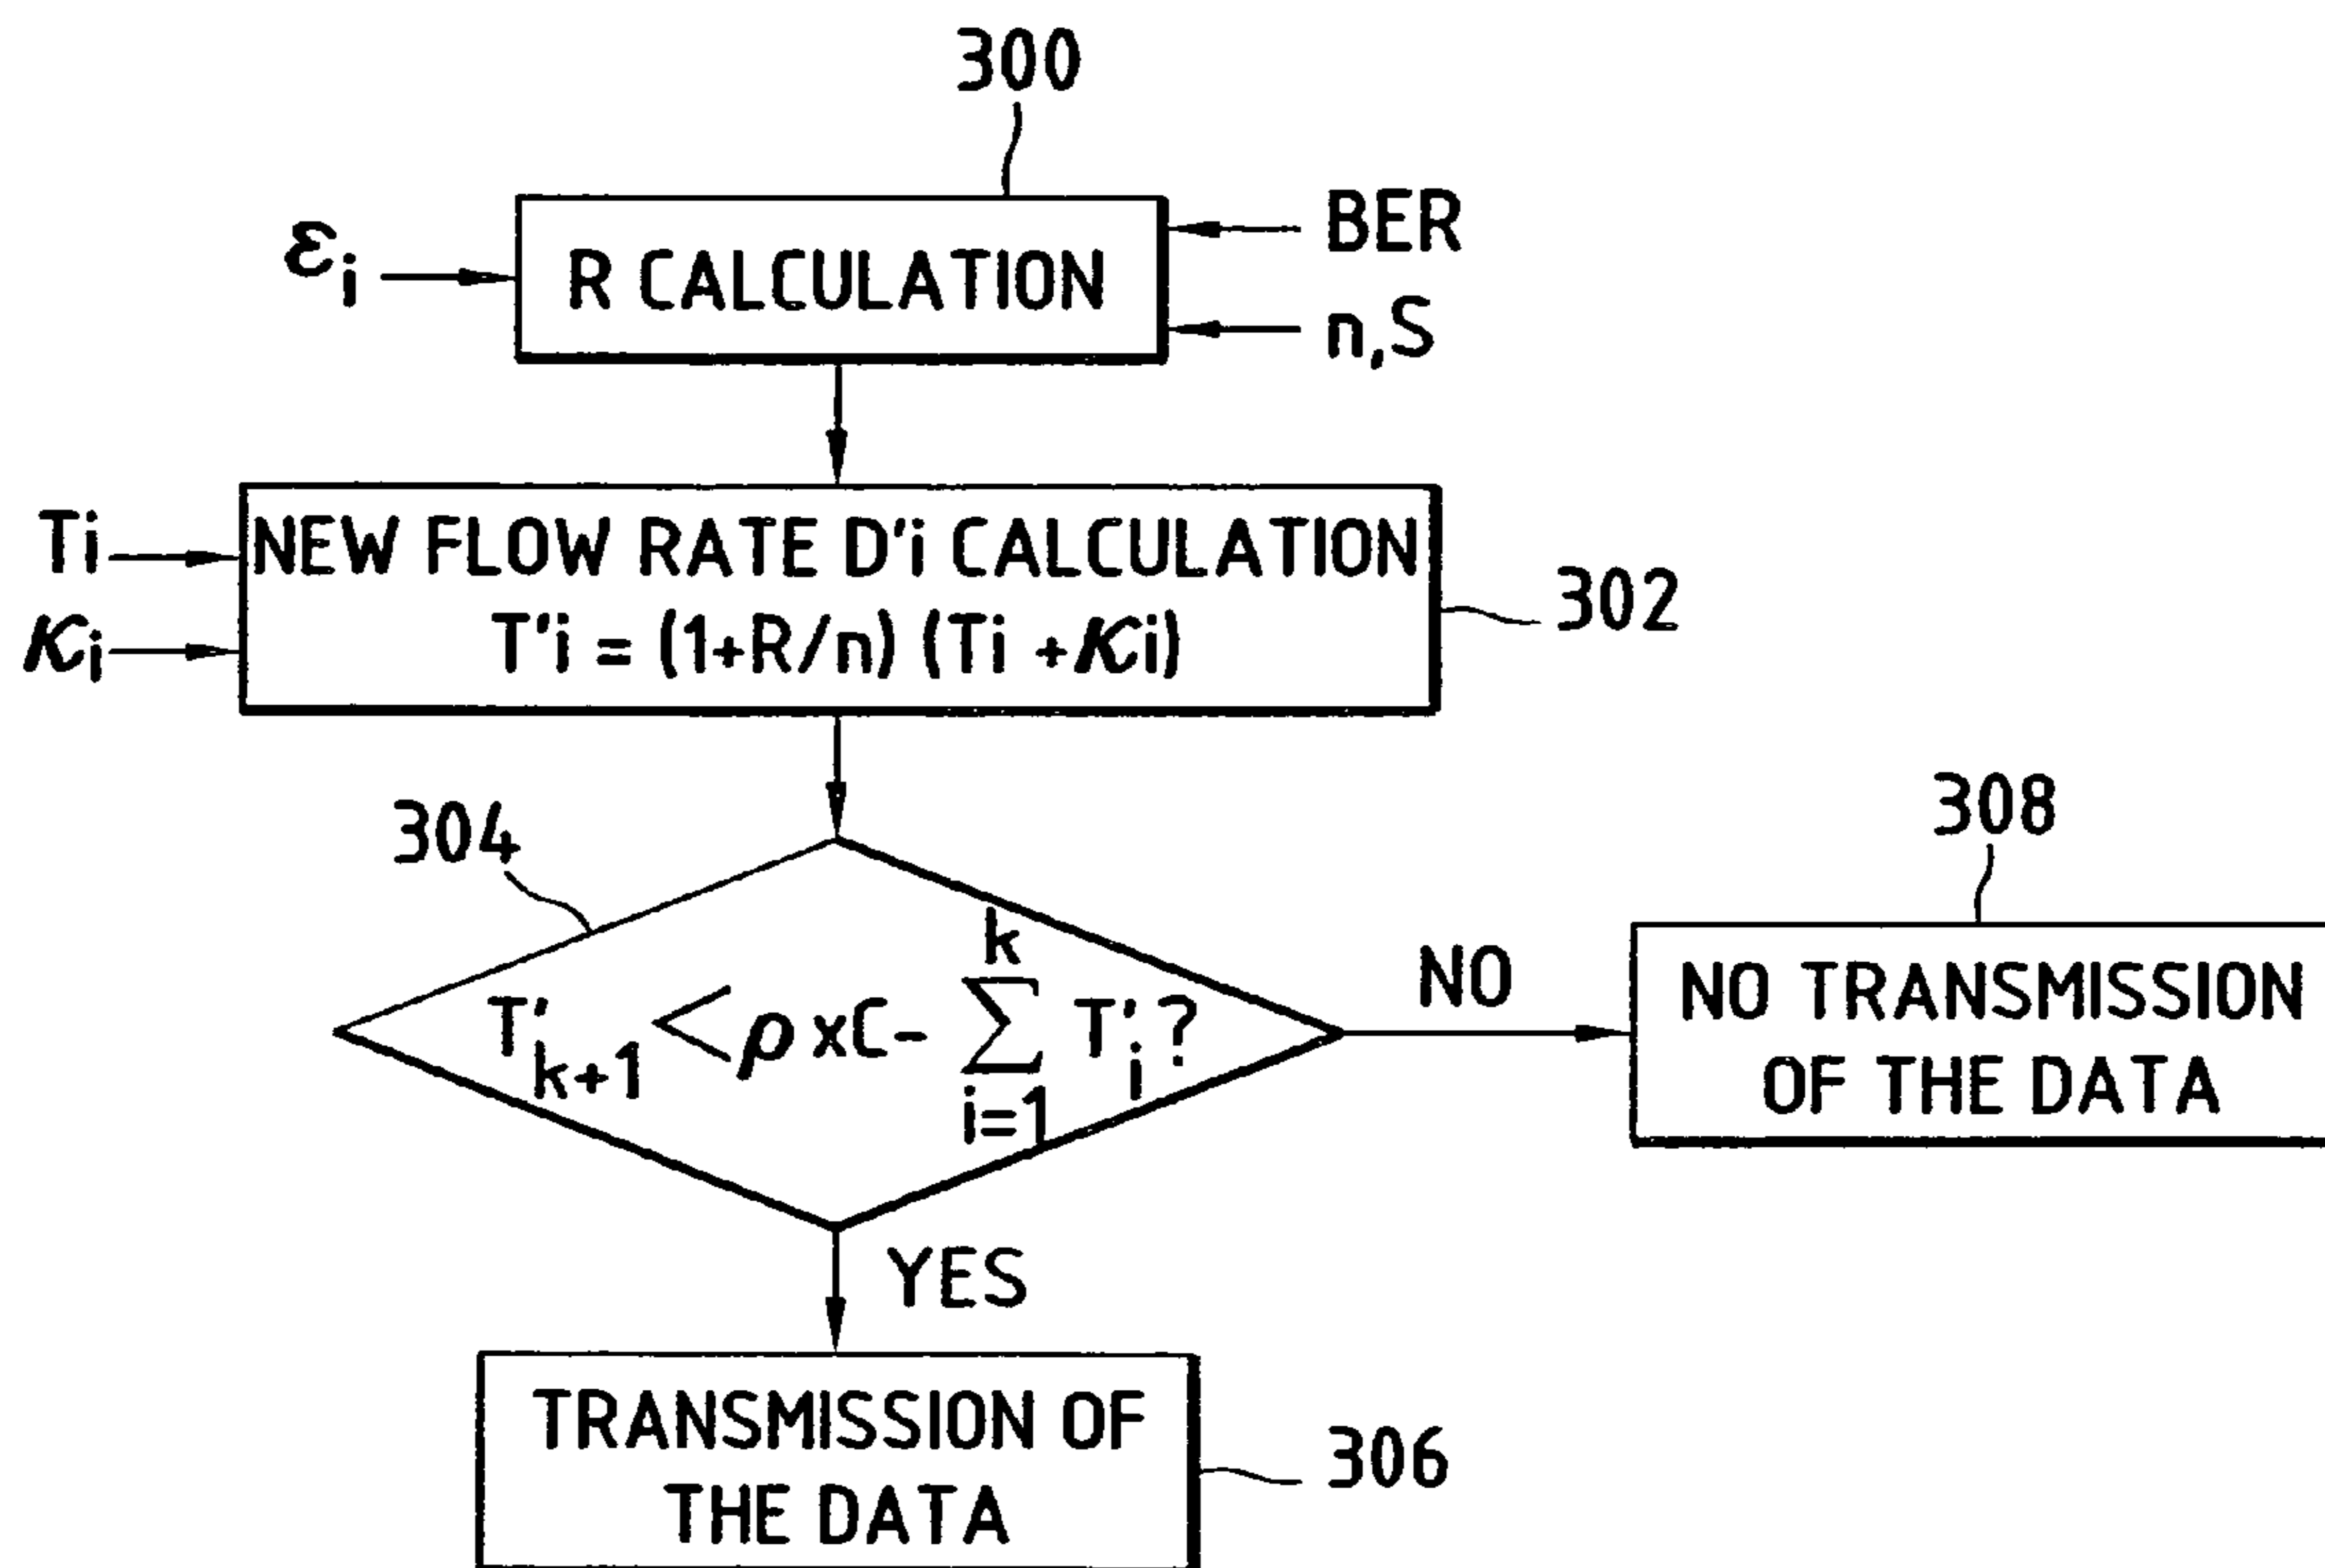 300
BER
εi
R CALCULATION
n,S
Ti
NEW FLOW RATE D'i CALCULATION
302
Ki
T'i = (1+R/n) (Ti +Ki)
304
308
k
NO
T'k+1 <ρ xC- ∑ T'i ?
i=1
NO TRANSMISSION
OF THE DATA
YES
TRANSMISSION OF
THE DATA
306